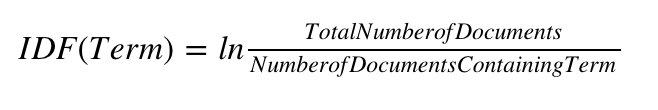 IDF(Term) = ln TotalNumberofDocuments / NumberofDocumentsContainingTerm